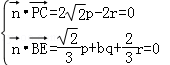 { n⃗•PC⃗=2√2p-2r=0
n⃗•BE⃗=√2/3p+bq+2/3r=0